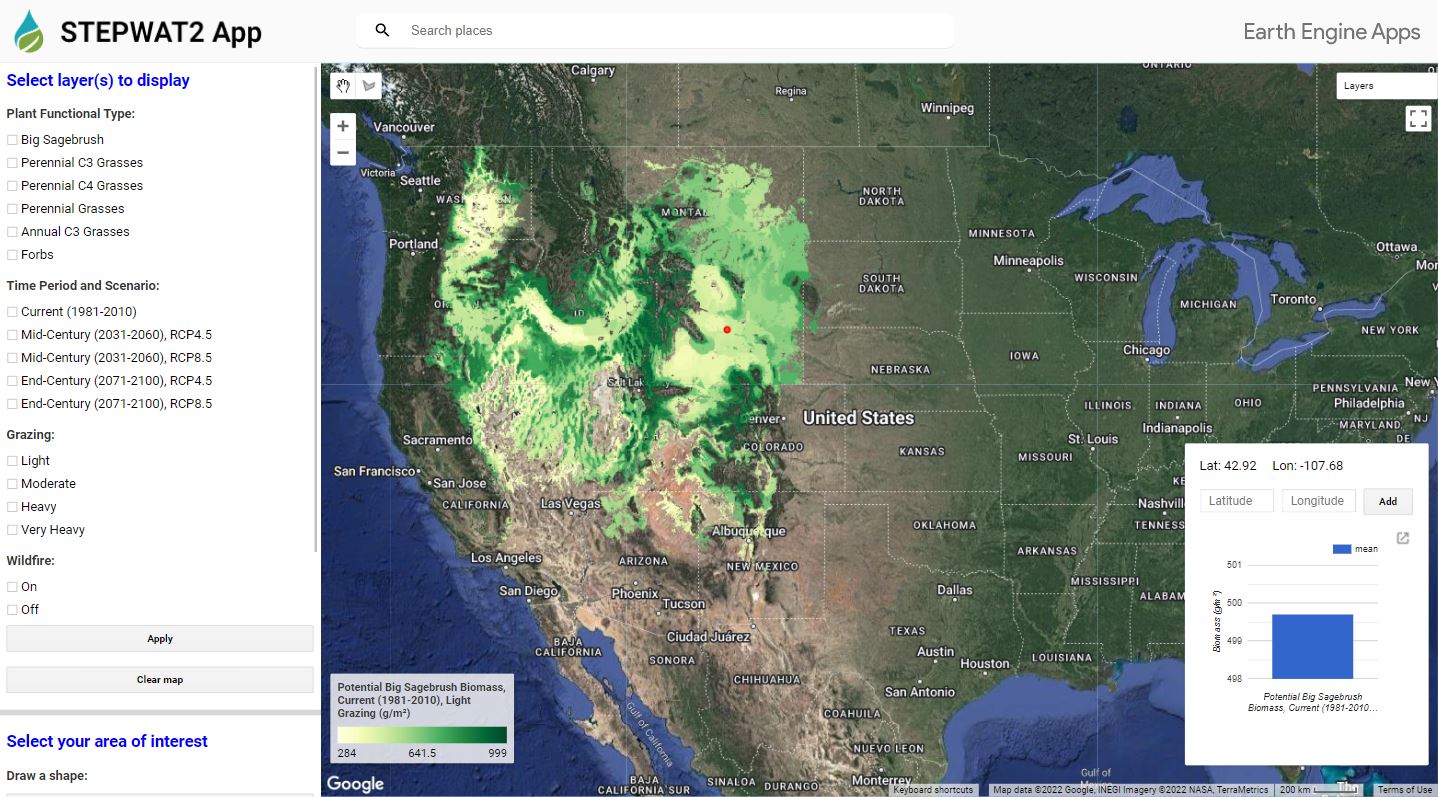 STEPWAT2 App
Search places
Earth Engine Apps
Select layer(s) to display
Plant Functional Type:
Big Sagebrush
Perennial C3 Grasses
Perennial C4 Grasses
Perennial Grasses
Annual C3 Grasses
Forbs
Time Period and Scenario:
Current (1981-2010)
Mid-Century (2031-2060), RCP4.5
Mid-Century (2031-2060), RCP8.5
End-Century (2071-2100), RCP4.5
End-Century (2071-2100), RCP8.5
Grazing:
Light
Moderate
Heavy
Very Heavy
Wildfire:
On
Off
Apply
Clear map
Select your area of interest
Draw a shape:
Layers
ONTARIO
Calgary
Regina
Winnipeg
Vancouver
Victoria
Seattle
Portland
NORTH
DAKOTA
MINNESOTA
Minneapolis
SOUTH
DAKOTA
WISCONSIN
MICHIGAN
Ottawa
Toronto
NEW YORK
Chicago
IOWA
NEBRASKA
PENNSYLVANIA
New Y
Philadelphia
ILLINOIS
INDIANA
OHIO
NJ
MARYLAND
DE
Indianapolis
United States
St. Louis
Sacramento
COLORADO
KANSAS
MISSOURI
San Francisco
San Jose
CALIFORNIA
Las Vegas
Nashvil
TENNESS
Albuquerque
OKLAHOMA
ARKANSAS
Los Angeles
ARIZONA
NEW MEXICO
MISSISSIPPI
ALABAM
San Diego
Phoenix
Tucson
Dallas
Ciudad Juárez
TEXAS
BAJA
CALIFORNIA
SONORA
Austin
Houston
LOUISIANA
CHIHUAHUA
San Antonio
COAHUILA
Gulf of California
NUEVO LEON
Monterrey
BAJA
CALIFORNIA SUR
SINALOA
DURANGO
Gulf of
Mexico
Lat: 42.92 Lon: -107.68
Latitude
Longitude
Add
mean
501
500
499
498
Biomass (g/m²)
Potential Big Sagebrush
Biomass, Current (1981-2010...
Potential Big Sagebrush Biomass,
Current (1981-2010), Light
Grazing (g/m²)
284 641.5 999
Google
Keyboard shortcuts
Map data ©2022 Google, INEGI Imagery ©2022 NASA, TerraMetrics
200 km
Terms of Use